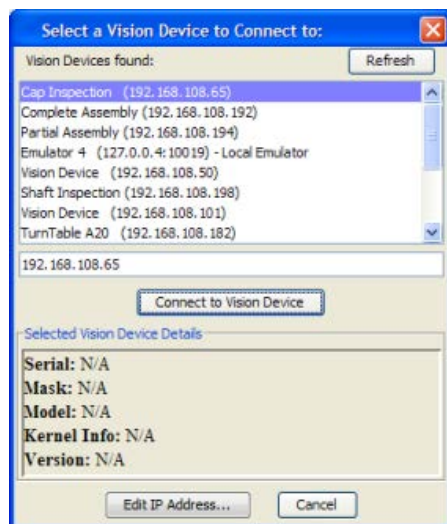 Select a Vision Device to Connect to:
Vision Devices found:
Refresh
Cap Inspection (192.168.108.65)
Complete Assembly (192.168.108.192)
Partial Assembly (192.168.108.194)
Emulator 4 (127.0.0.4:10019) - Local Emulator
Vision Device (192.168.108.50)
Shaft Inspection (192.168.108.198)
Vision Device (192.168.108.101)
TurnTable A20 (192.168.108.182)
192.168.108.65
Connect to Vision Device
Selected Vision Device Details
Serial: N/A
Mask: N/A
Model: N/A
Kernel Info: N/A
Version: N/A
Edit IP Address...
Cancel